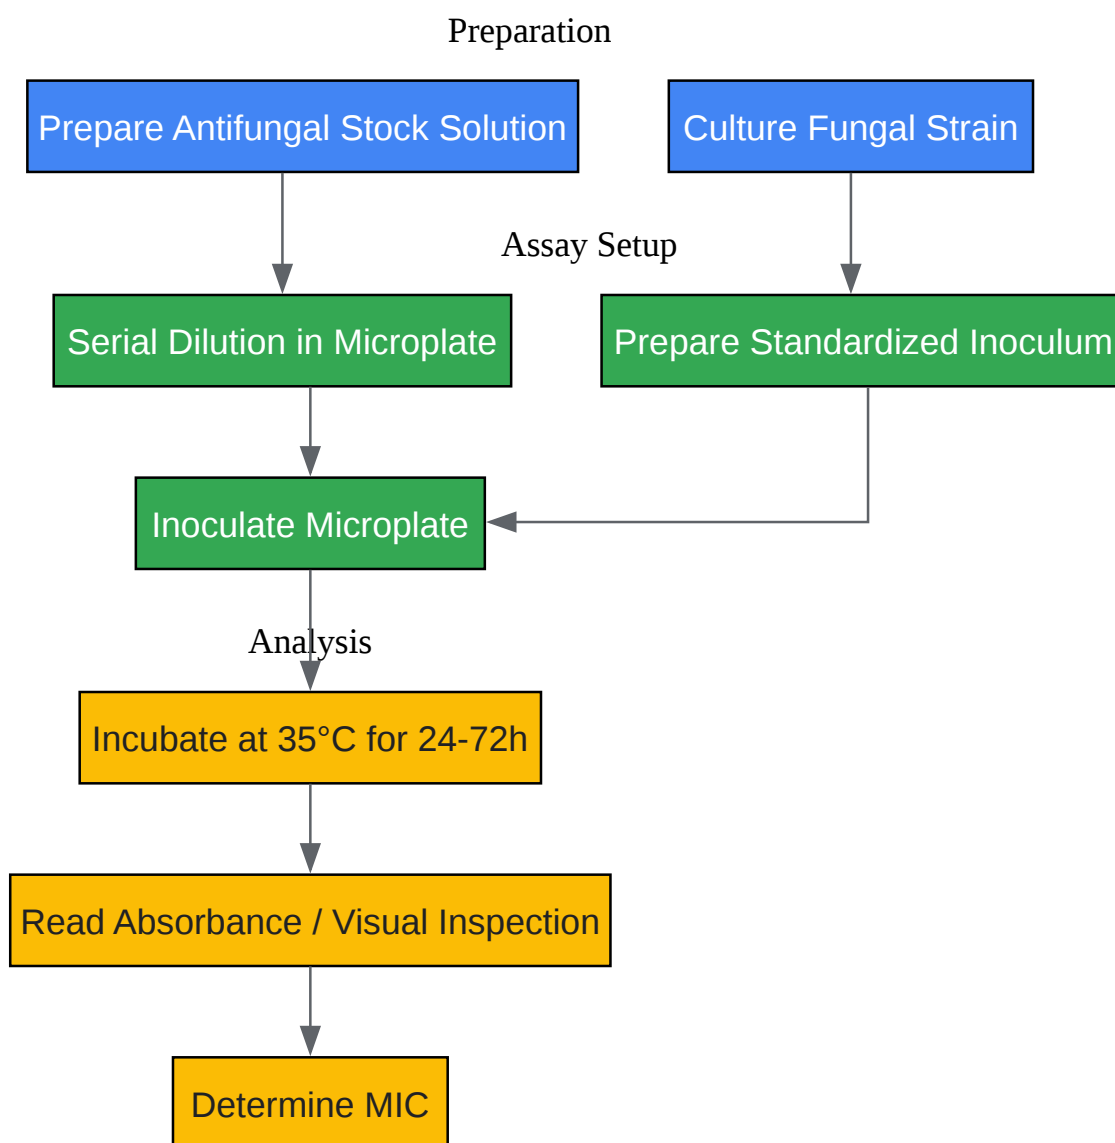 Preparation
Prepare Antifungal Stock Solution
Culture Fungal Strain
Assay Setup
Serial Dilution in Microplate
Prepare Standardized Inoculum
Inoculate Microplate
Analysis
Incubate at 35°C for 24-72h
Read Absorbance / Visual Inspection
Determine MIC